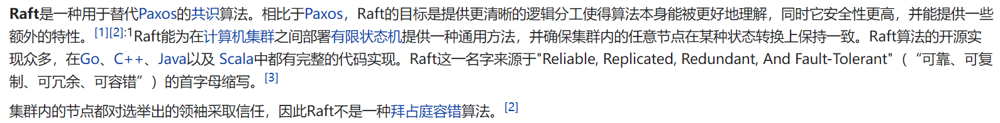 Raft是一种用于替代Paxos的共识算法。相比于Paxos，Raft的目标是提供更清晰的逻辑分工使得算法本身能被更好地理解，同时它安全性更高，并能提供一些
额外的特性。[1][2]:1Raft能为在计算机集群之间部署有限状态机提供一种通用方法，并确保集群内的任意节点在某种状态转换上保持一致。Raft算法的开源实
现众多，在Go、C++、Java以及 Scala中都有完整的代码实现。Raft这一名字来源于"Reliable, Replicated, Redundant, And Fault-Tolerant"（“可靠、可复
制、可冗余、可容错”）的首字母缩写。[3]
集群内的节点都对选举出的领袖采取信任，因此Raft不是一种拜占庭容错算法。[2]